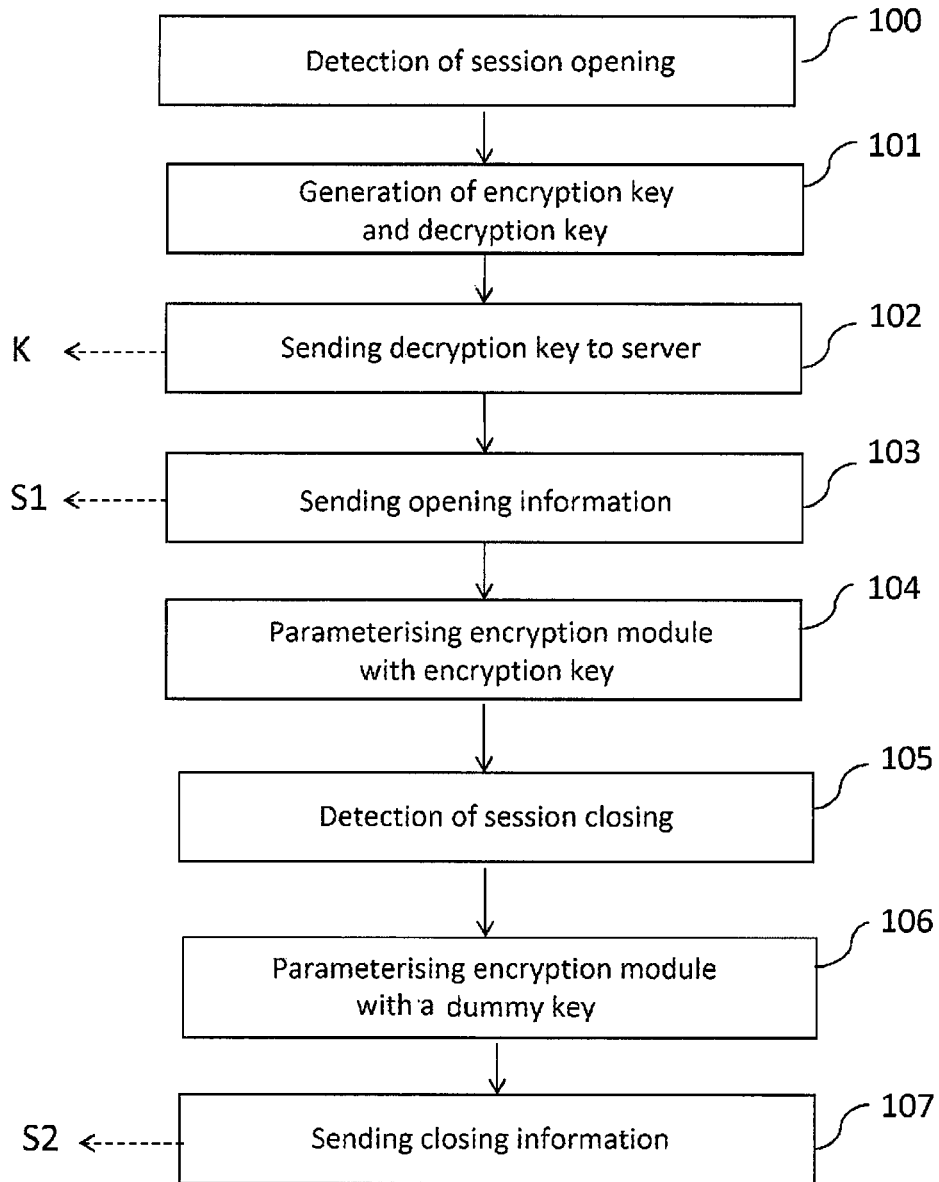 100
Detection of session opening
101
Generation of encryption key
and decryption key
102
K
Sending decryption key to server
103
S1
Sending opening information
104
Parameterising encryption module
with encryption key
105
Detection of session closing
106
Parameterising encryption module
with a dummy key
107
S2
Sending closing information